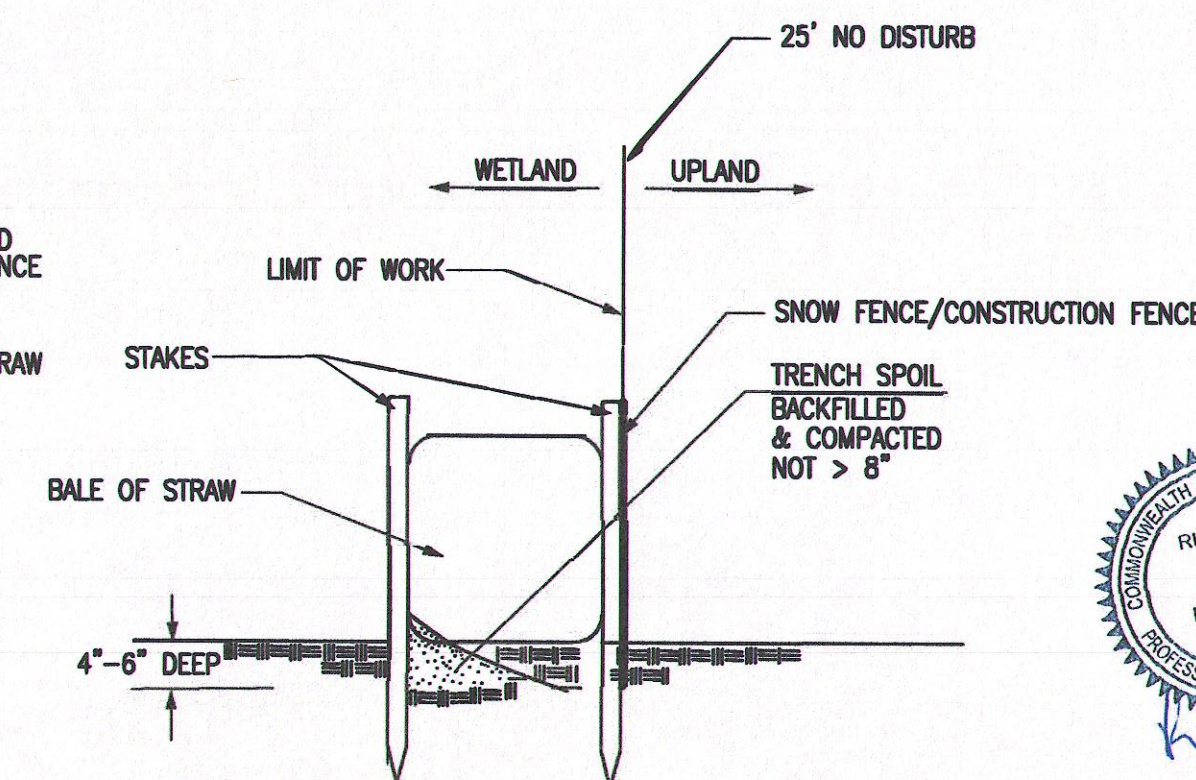 25' NO DISTURB
WETLAND
UPLAND
LIMIT OF WORK
SNOW FENCE/CONSTRUCTION FENCE
STAKES
TRENCH SPOIL
BACKFILLED
& COMPACTED
NOT > 8"
BALE OF STRAW
4"-6" DEEP
COMMONWEALTH